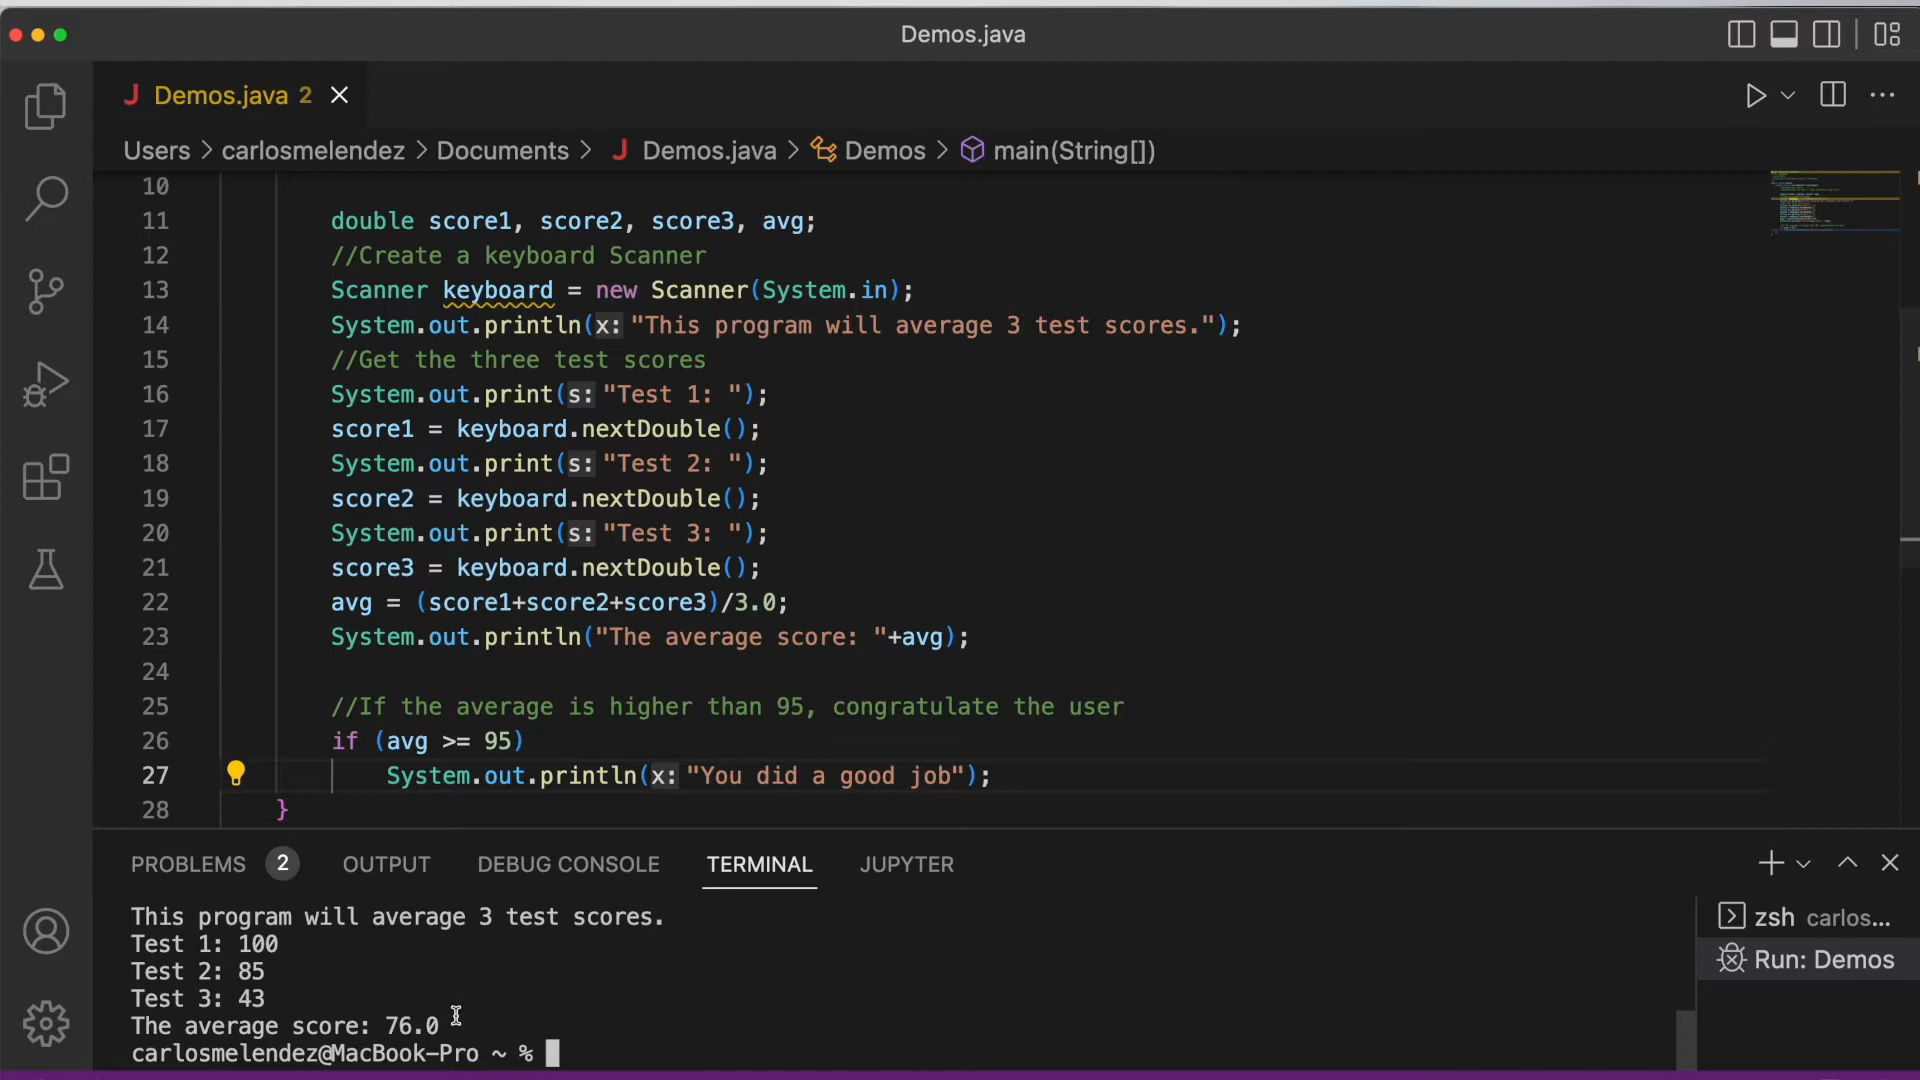 Demos.java
J Demos.java 2
Users > carlosmelendez > Documents > J Demos.java > Demos > main(String[])
10
11 double score1, score2, score3, avg;
12 //Create a keyboard Scanner
13 Scanner keyboard = new Scanner(System.in);
14 System.out.println(x:"This program will average 3 test scores.");
15 //Get the three test scores
16 System.out.print(s:"Test 1: ");
17 score1 = keyboard.nextDouble();
18 System.out.print(s:"Test 2: ");
19 score2 = keyboard.nextDouble();
20 System.out.print(s:"Test 3: ");
21 score3 = keyboard.nextDouble();
22 avg = (score1+score2+score3)/3.0;
23 System.out.println("The average score: "+avg);
24
25 //If the average is higher than 95, congratulate the user
26 if (avg >= 95)
27 System.out.println(x:"You did a good job");
28 }
PROBLEMS 2 OUTPUT DEBUG CONSOLE TERMINAL JUPYTER
This program will average 3 test scores.
Test 1: 100
Test 2: 85
Test 3: 43
The average score: 76.0
carlosmelendez@MacBook-Pro ~ %
zsh carlos...
Run: Demos